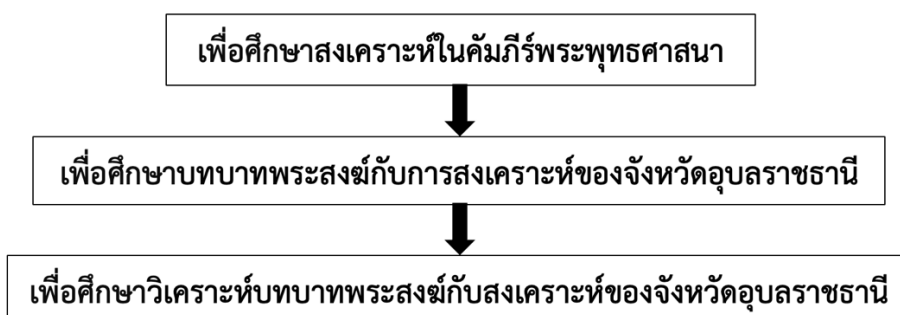 เพื่อศึกษาสงเคราะห์ในคัมภีร์พระพุทธศาสนา
เพื่อศึกษาบทบาทพระสงฆ์กับการสงเคราะห์ของจังหวัดอุบลราชธานี
เพื่อศึกษาวิเคราะห์บทบาทพระสงฆ์กับสงเคราะห์ของจังหวัดอุบลราชธานี